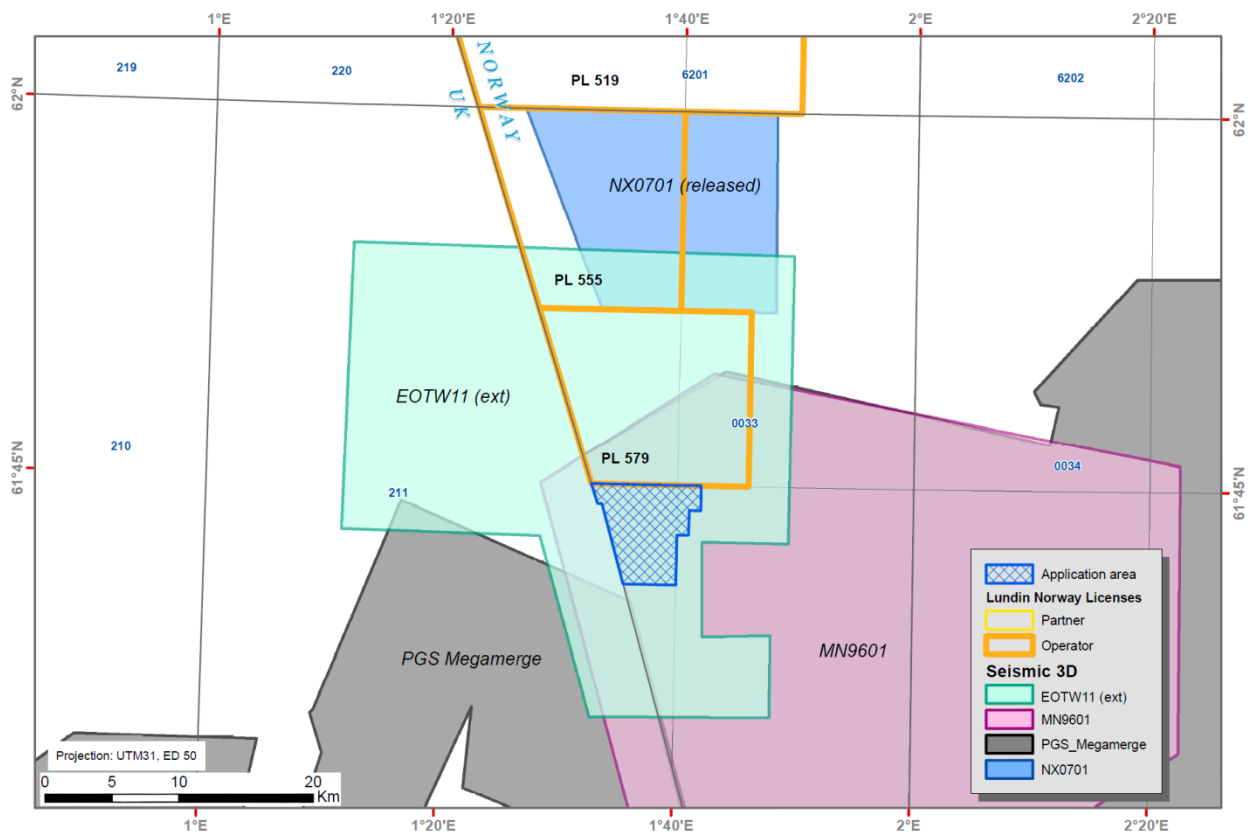 1°E 1°20'E 1°40'E 2°E 2°20'E
219 220 PL 519 6201 6202
62°N
62°N
NORWAY
UK
NX0701 (released)
PL 555
EOTW11 (ext)
0033
210
PL 579
0034
61°45'N
61°45'N
211
PGS Megamerge
MN9601
Application area
Lundin Norway Licenses
Partner
Operator
Seismic 3D
EOTW11 (ext)
MN9601
PGS_Megamerge
NX0701
Projection: UTM31, ED 50
0 5 10 20
Km
1°E 1°20'E 1°40'E 2°E 2°20'E